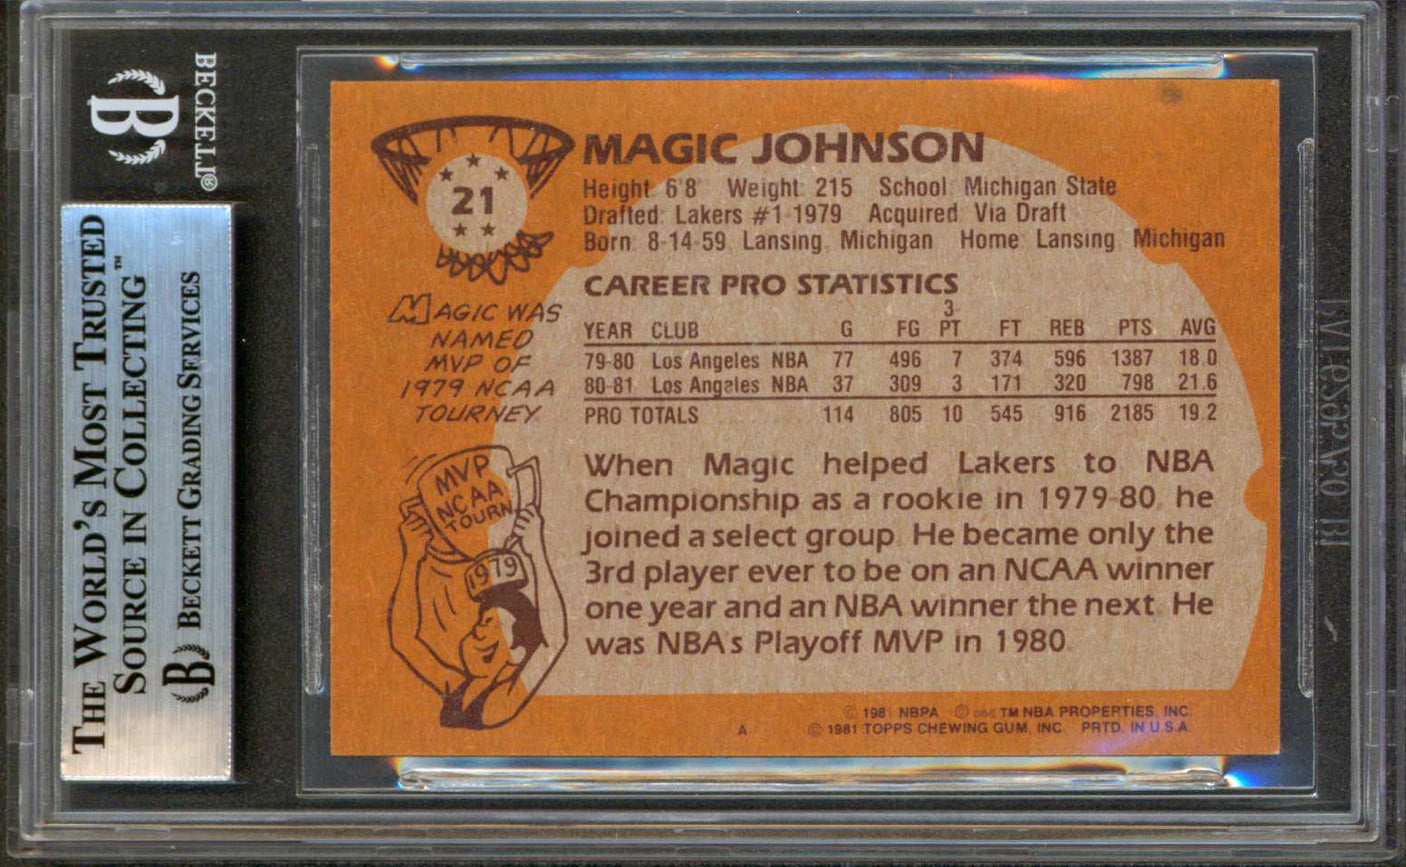 BECKETT®
THE WORLD'S MOST TRUSTED
SOURCE IN COLLECTING™
BECKETT GRADING SERVICES
21
MAGIC WAS
NAMED
MVP OF
1979 NCAA
TOURNEY
MVP
NCAA
TOURN
1979
MAGIC JOHNSON
Height: 6'8" Weight: 215 School: Michigan State
Drafted: Lakers #1-1979 Acquired: Via Draft
Born: 8-14-59, Lansing, Michigan Home: Lansing, Michigan
CAREER PRO STATISTICS
YEAR CLUB G FG 3-PT FT REB PTS AVG
79-80 Los Angeles NBA 77 496 7 374 596 1387 18.0
80-81 Los Angeles NBA 37 309 3 171 320 798 21.6
PRO TOTALS 114 805 10 545 916 2185 19.2
When Magic helped Lakers to NBA
Championship as a rookie in 1979-80, he
joined a select group. He became only the
3rd player ever to be on an NCAA winner
one year and an NBA winner the next. He
was NBA's Playoff MVP in 1980.
© 1981 NBPA © TM NBA PROPERTIES, INC.
A © 1981 TOPPS CHEWING GUM, INC. PRTD. IN U.S.A.